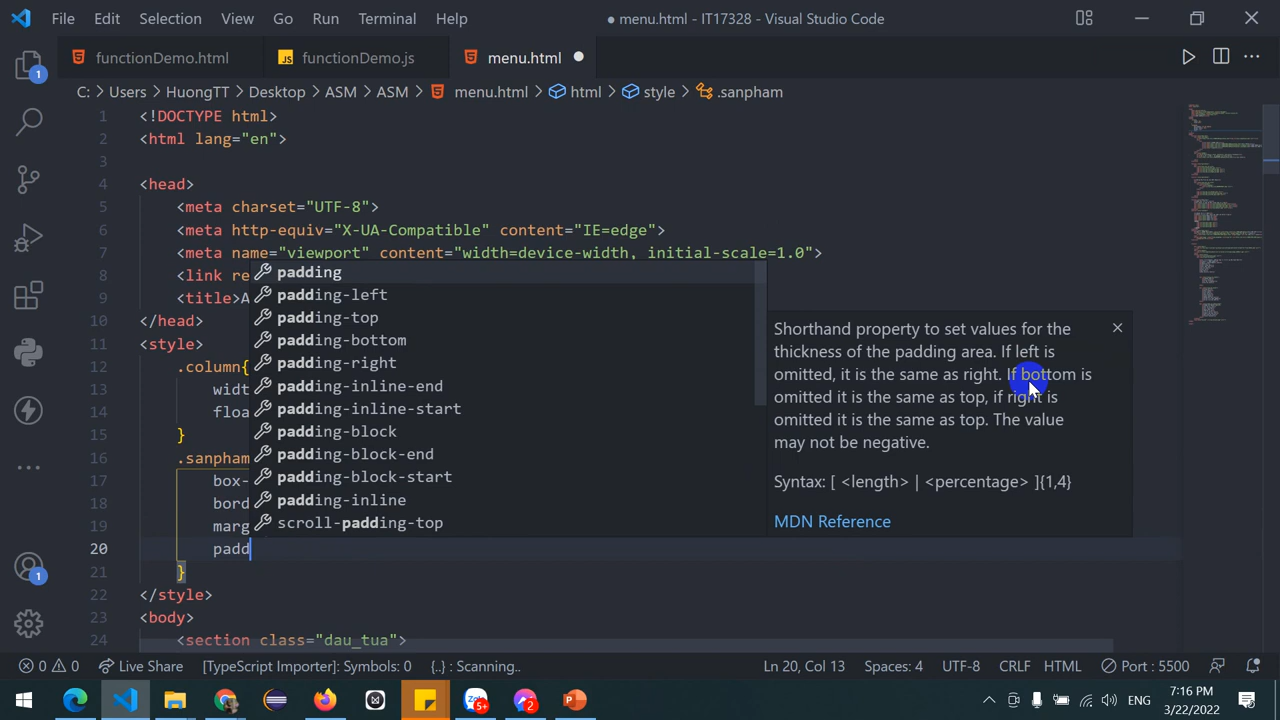 File Edit Selection View Go Run Terminal Help ● menu.html - IT17328 - Visual Studio Code
functionDemo.html JS functionDemo.js menu.html
C: > Users > HuongTT > Desktop > ASM > ASM > menu.html > html > style > .sanpham
1 <!DOCTYPE html>
2 <html lang="en">
3
4 <head>
5 <meta charset="UTF-8">
6 <meta http-equiv="X-UA-Compatible" content="IE=edge">
7 <meta name="viewport" content="width=device-width, initial-scale=1.0">
8 <link re
9 <title>A
10 </head>
11 <style>
12 .column{
13 widt
14 floa
15 }
16 .sanpham
17 box-
18 bord
19 marg
20 padd
21 }
22 </style>
23 <body>
24 <section class="dau_tua">
padding
padding-left
padding-top
padding-bottom
padding-right
padding-inline-end
padding-inline-start
padding-block
padding-block-end
padding-block-start
padding-inline
scroll-padding-top
Shorthand property to set values for the
thickness of the padding area. If left is
omitted, it is the same as right. If bottom is
omitted it is the same as top, if right is
omitted it is the same as top. The value
may not be negative.
Syntax: [ <length> | <percentage> ]{1,4}
MDN Reference
1
1
0 0 Live Share [TypeScript Importer]: Symbols: 0 {..} : Scanning.. Ln 20, Col 13 Spaces: 4 UTF-8 CRLF HTML Port : 5500
Zalo 5+ 2 ENG 7:16 PM
3/22/2022